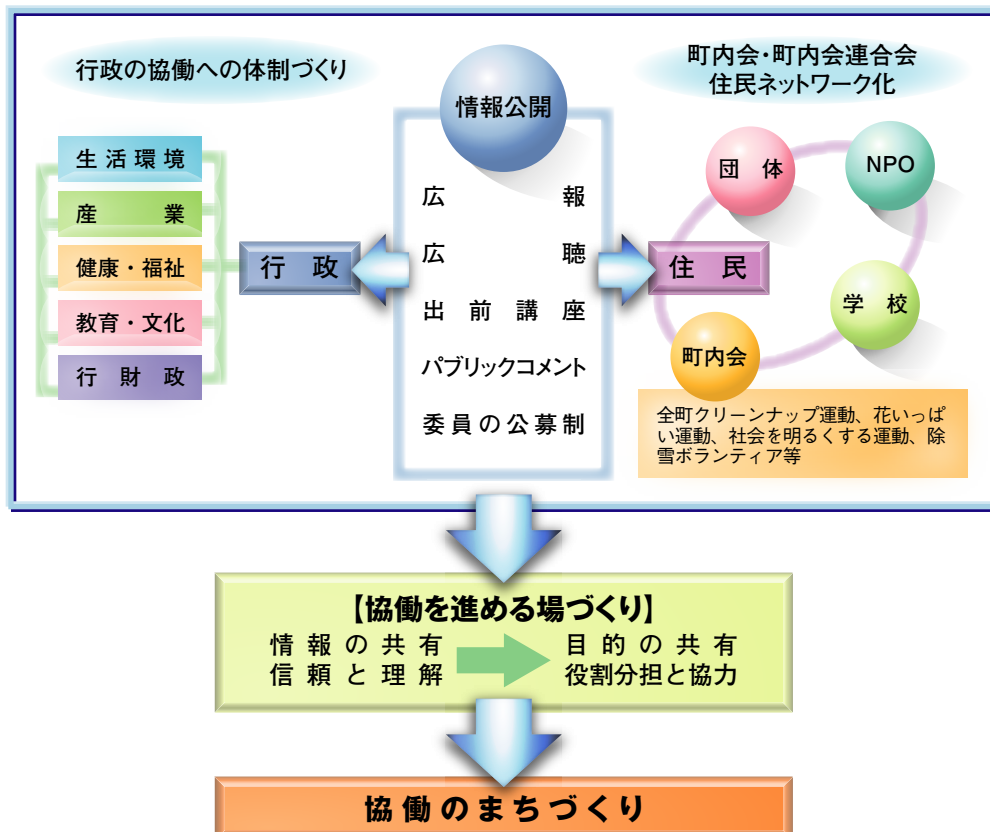 行政の協働への体制づくり
生活環境
産業
健康・福祉
教育・文化
行財政
行政
情報公開
広報
広聴
出前講座
パブリックコメント
委員の公募制
町内会・町内会連合会
住民ネットワーク化
団体
NPO
住民
学校
町内会
全町クリーンナップ運動、花いっぱ
い運動、社会を明るくする運動、除
雪ボランティア等
【協働を進める場づくり】
情報の共有
信頼と理解
目的の共有
役割分担と協力
協働のまちづくり